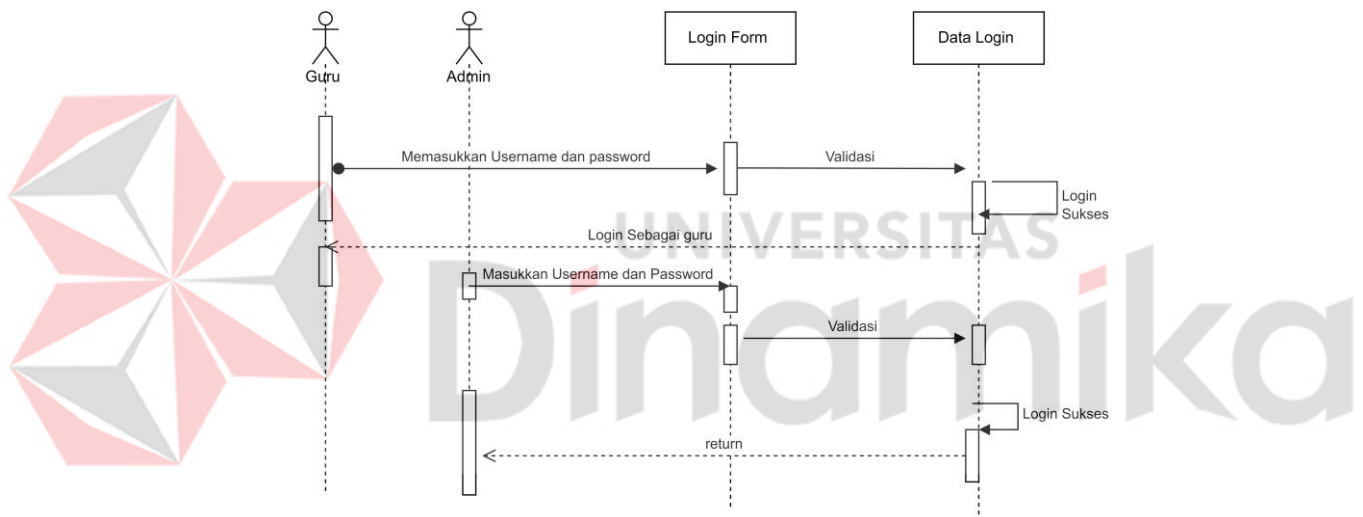 Login Form
Data Login
Guru
Admin
Memasukkan Username dan password
Validasi
Login
Sukses
UNIVERSITAS
Login Sebagai guru
Dinamika
Masukkan Username dan Password
Validasi
Login Sukses
return